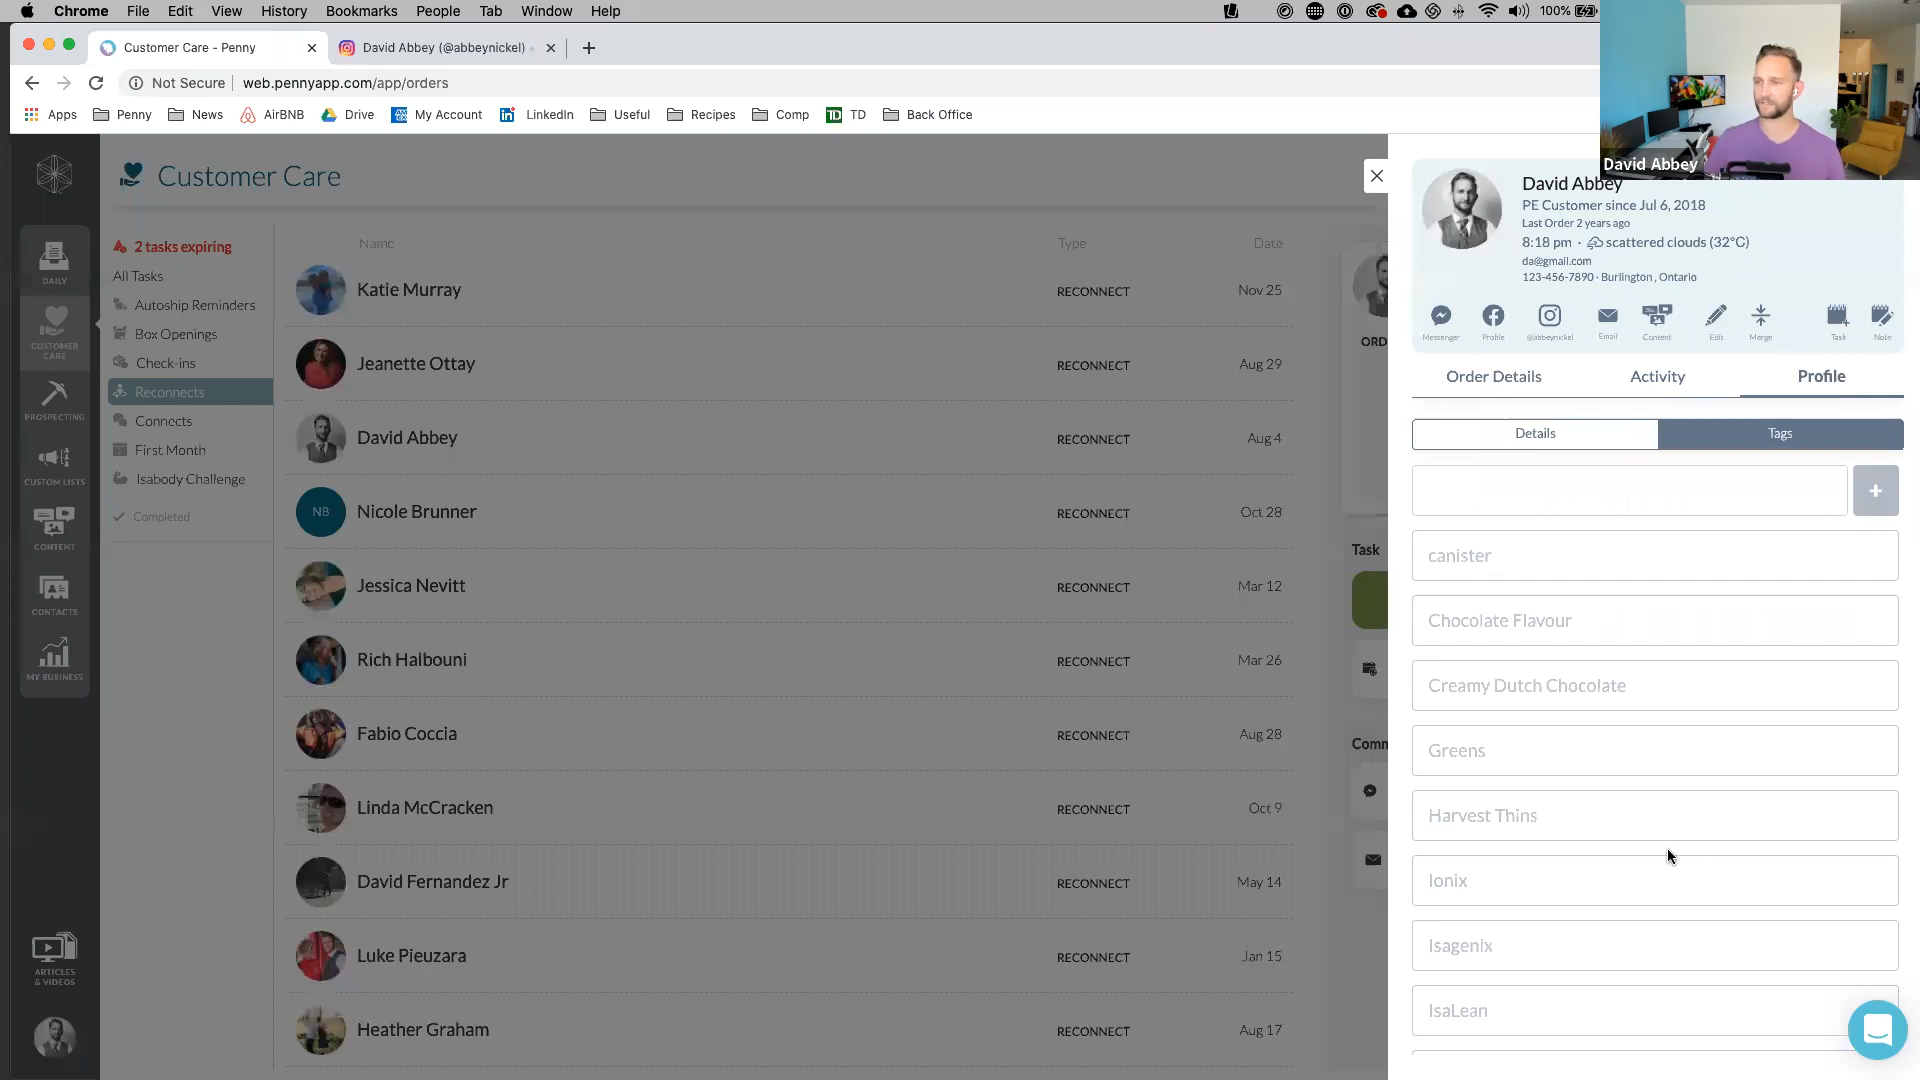 Chrome File Edit View History Bookmarks People Tab Window Help 100%
Customer Care - Penny
David Abbey (@abbeynickel)
Not Secure web.pennyapp.com/app/orders
Apps Penny News AirBNB Drive My Account LinkedIn Useful Recipes Comp TD Back Office
David Abbey
DAILY
CUSTOMER
CARE
PROSPECTING
CUSTOM LISTS
CONTENT
CONTACTS
MY BUSINESS
ARTICLES
& VIDEOS
Customer Care
2 tasks expiring
All Tasks
Autoship Reminders
Box Openings
Check-ins
Reconnects
Connects
First Month
Isabody Challenge
Completed
Name Type Date
Katie Murray RECONNECT Nov 25
Jeanette Ottay RECONNECT Aug 29
David Abbey RECONNECT Aug 4
NB Nicole Brunner RECONNECT Oct 28
Jessica Nevitt RECONNECT Mar 12
Rich Halbouni RECONNECT Mar 26
Fabio Coccia RECONNECT Aug 28
Linda McCracken RECONNECT Oct 9
David Fernandez Jr RECONNECT May 14
Luke Pieuzara RECONNECT Jan 15
Heather Graham RECONNECT Aug 17
ORD
Task
Comm
David Abbey
PE Customer since Jul 6, 2018
Last Order 2 years ago
8:18 pm · scattered clouds (32°C)
da@gmail.com
123-456-7890 · Burlington , Ontario
Messenger Profile @abbeynickel Email Content Edit Merge Task Note
Order Details Activity Profile
Details Tags
+
canister
Chocolate Flavour
Creamy Dutch Chocolate
Greens
Harvest Thins
Ionix
Isagenix
IsaLean